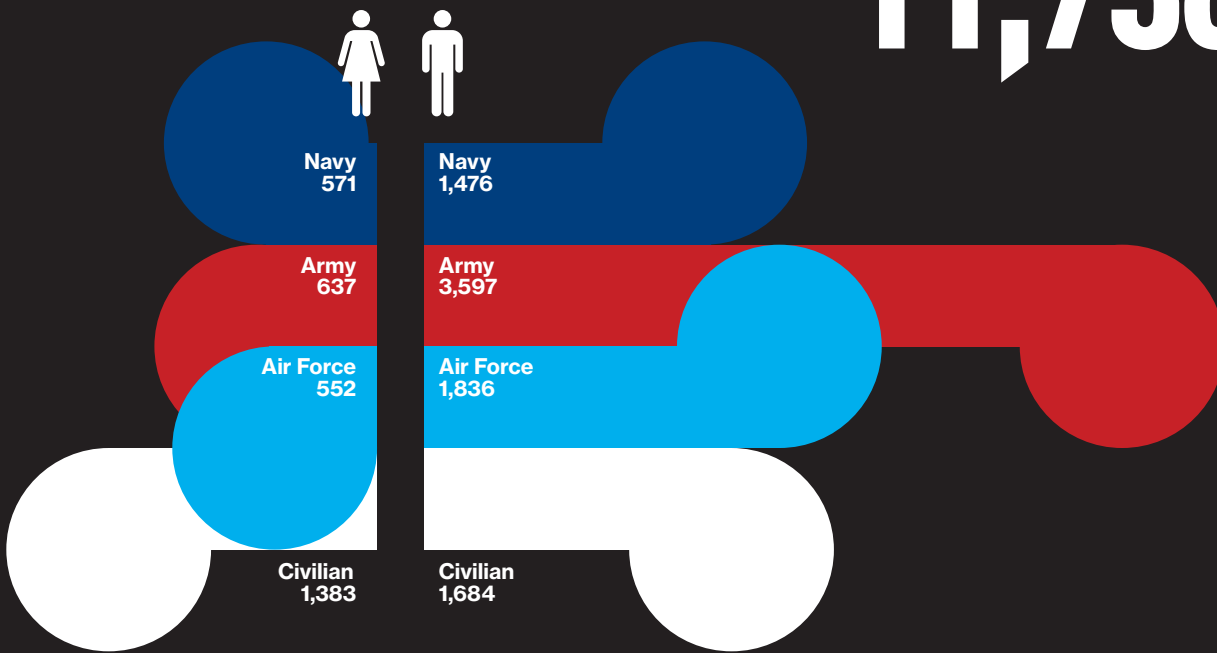 Navy
571
Navy
1,476
Army
637
Army
3,597
Air Force
552
Air Force
1,836
Civilian
1,383
Civilian
1,684